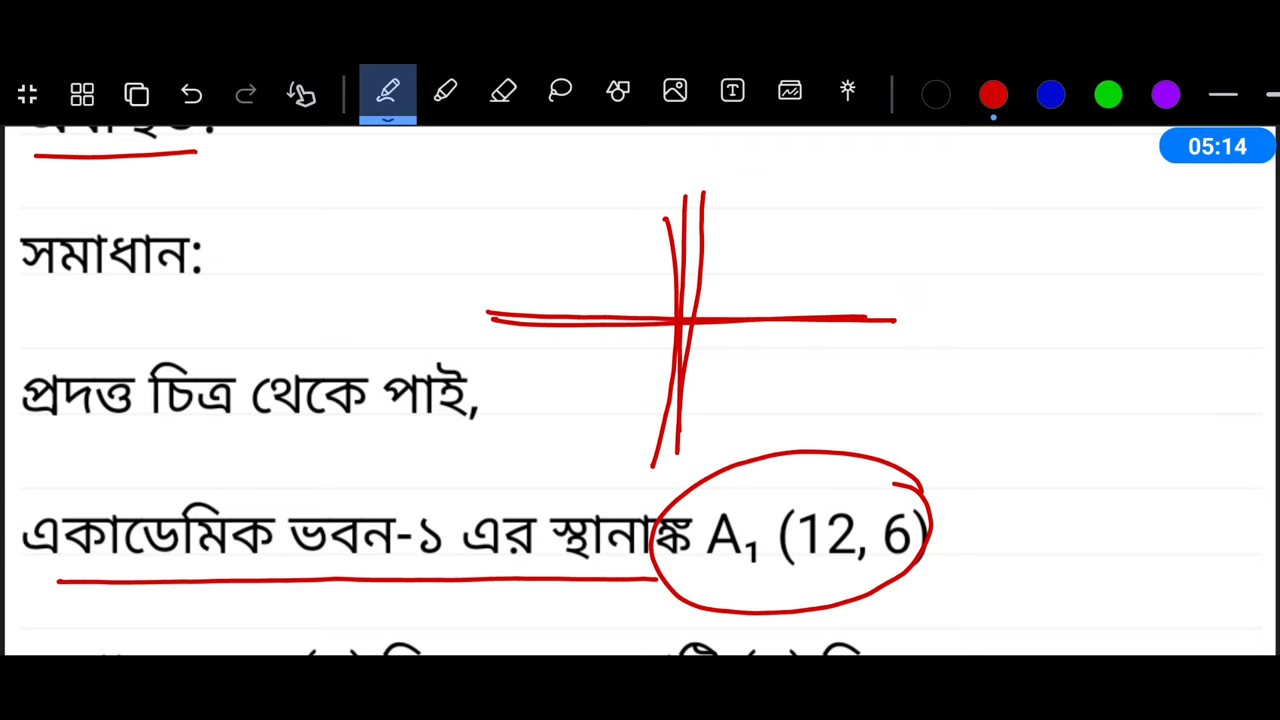 05:14
সমাধান:
প্রদত্ত চিত্র থেকে পাই,
একাডেমিক ভবন-১ এর স্থানাঙ্ক A₁ (12, 6)